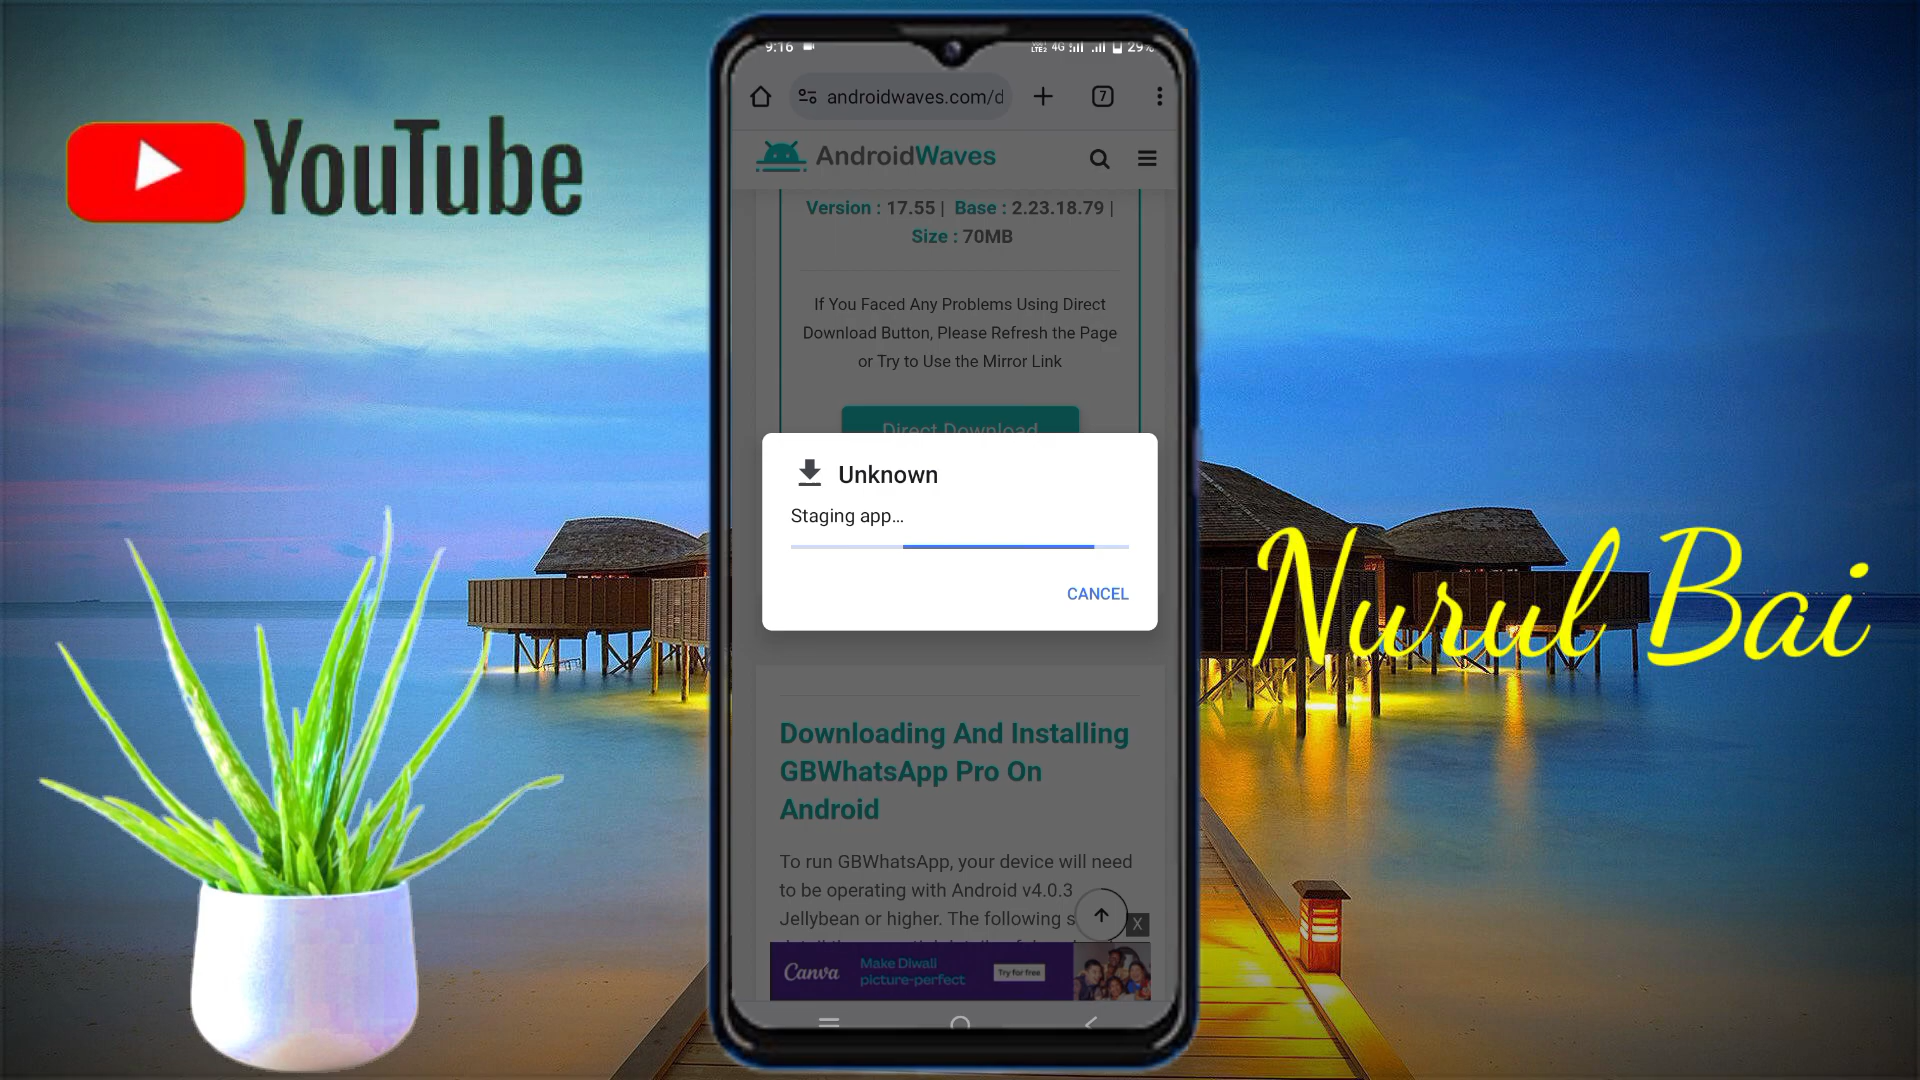 YouTube
9:16
4G
29%
androidwaves.com/d
7
AndroidWaves
Version : 17.55 | Base : 2.23.18.79 |
Size : 70MB
If You Faced Any Problems Using Direct
Download Button, Please Refresh the Page
or Try to Use the Mirror Link
Direct Download
Unknown
Staging app...
CANCEL
Nurul Bai
Downloading And Installing
GBWhatsApp Pro On
Android
To run GBWhatsApp, your device will need
to be operating with Android v4.0.3
Jellybean or higher. The following s
X
Canva
Make Diwali
picture-perfect
Try for free